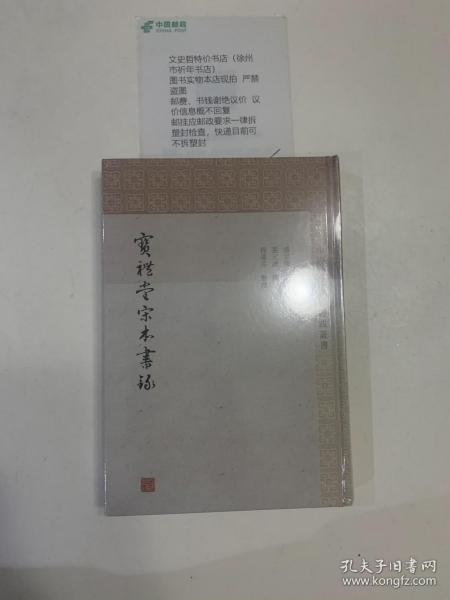 中国邮政
CHINA POST
文史哲特价书店（徐州
市祈年书店）
图书实物本店现拍 严禁
盗图
邮费、书钱谢绝议价 议
价信息概不回复
邮挂应邮政要求一律拆
塑封检查，快递目前可
不拆塑封
寶禮堂宋本書錄
孔夫子旧书网
www.kongfz.com